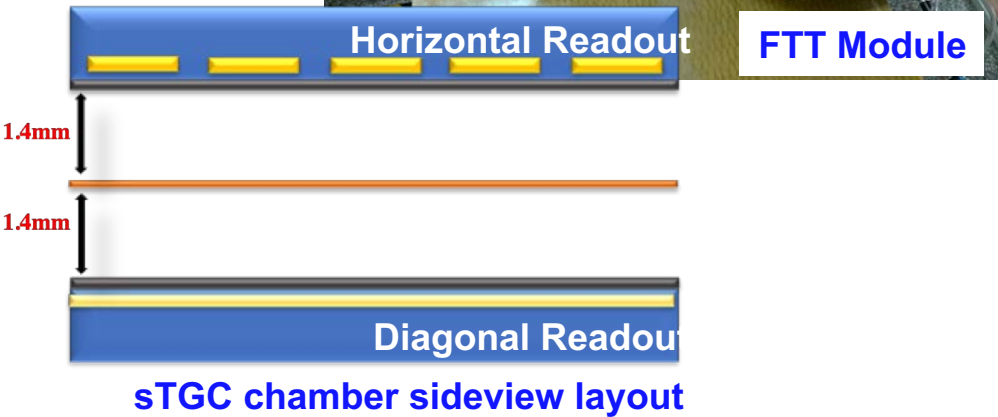 Horizontal Readout
FTT Module
1.4mm
1.4mm
Diagonal Readout
sTGC chamber sideview layout